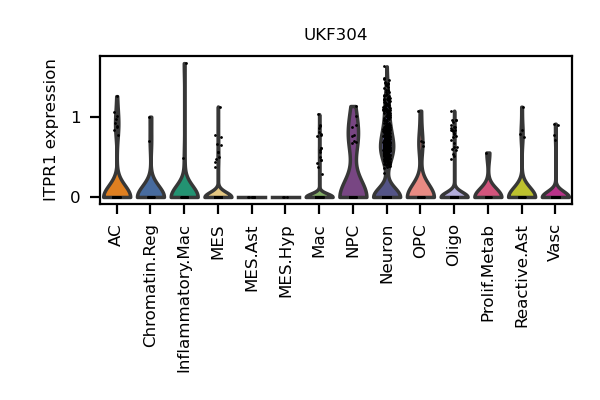 UKF304
ITPR1 expression
1
0
AC
Chromatin.Reg
Inflammatory.Mac
MES
MES.Ast
MES.Hyp
Mac
NPC
Neuron
OPC
Oligo
Prolif.Metab
Reactive.Ast
Vasc